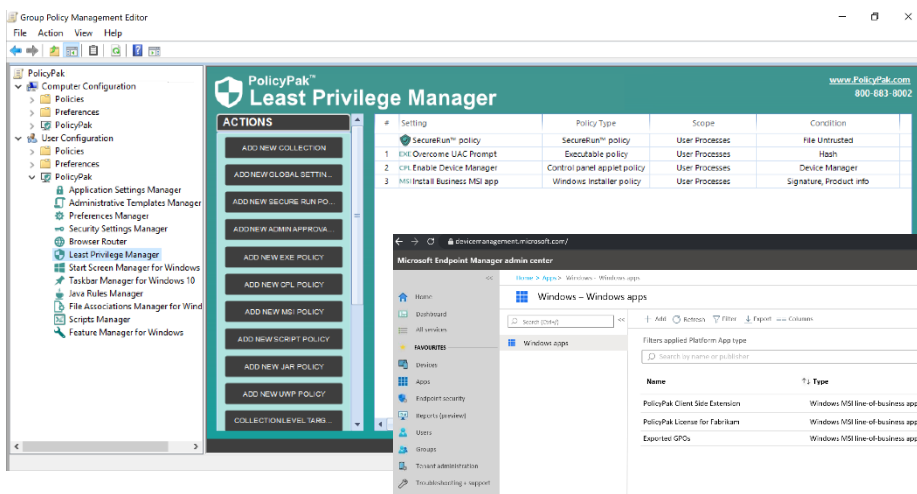 Group Policy Management Editor
File Action View Help
PolicyPak
Computer Configuration
Policies
Preferences
PolicyPak
User Configuration
Policies
Preferences
PolicyPak
Application Settings Manager
Administrative Templates Manager
Preferences Manager
Security Settings Manager
Browser Router
Least Privilege Manager
Start Screen Manager for Windows
Taskbar Manager for Windows 10
Java Rules Manager
File Associations Manager for Wind
Scripts Manager
Feature Manager for Windows
PolicyPak™
Least Privilege Manager
www.PolicyPak.com
800-883-8002
ACTIONS
ADD NEW COLLECTION
ADD NEW GLOBAL SETTIN...
ADD NEW SECURE RUN PO...
ADD NEW ADMIN APPROVA...
ADD NEW EXE POLICY
ADD NEW CPL POLICY
ADD NEW MSI POLICY
ADD NEW SCRIPT POLICY
ADD NEW JAR POLICY
ADD NEW UWP POLICY
COLLECTION LEVEL TARG...
# Setting Policy Type Scope Condition
SecureRun™ policy SecureRun™ policy User Processes File Untrusted
1 EXE Overcome UAC Prompt Executable policy User Processes Hash
2 CPL Enable Device Manager Control panel applet policy User Processes Device Manager
3 MSI Install Business MSI app Windows Installer policy User Processes Signature, Product info
devicemanagement.microsoft.com/
Microsoft Endpoint Manager admin center
<<
Home
Dashboard
All services
FAVOURITES
Devices
Apps
Endpoint security
Reports (preview)
Users
Groups
Tenant administration
Troubleshooting + support
Home > Apps > Windows - Windows apps
Windows – Windows apps
Search (Ctrl+/) <<
Windows apps
+ Add Refresh Filter Export Columns
Filters applied Platform App type
Search by name or publisher
Name ↑↓ Type
PolicyPak Client Side Extension Windows MSI line-of-business app
PolicyPak License for Fabrikam Windows MSI line-of-business app
Exported GPOs Windows MSI line-of-business app